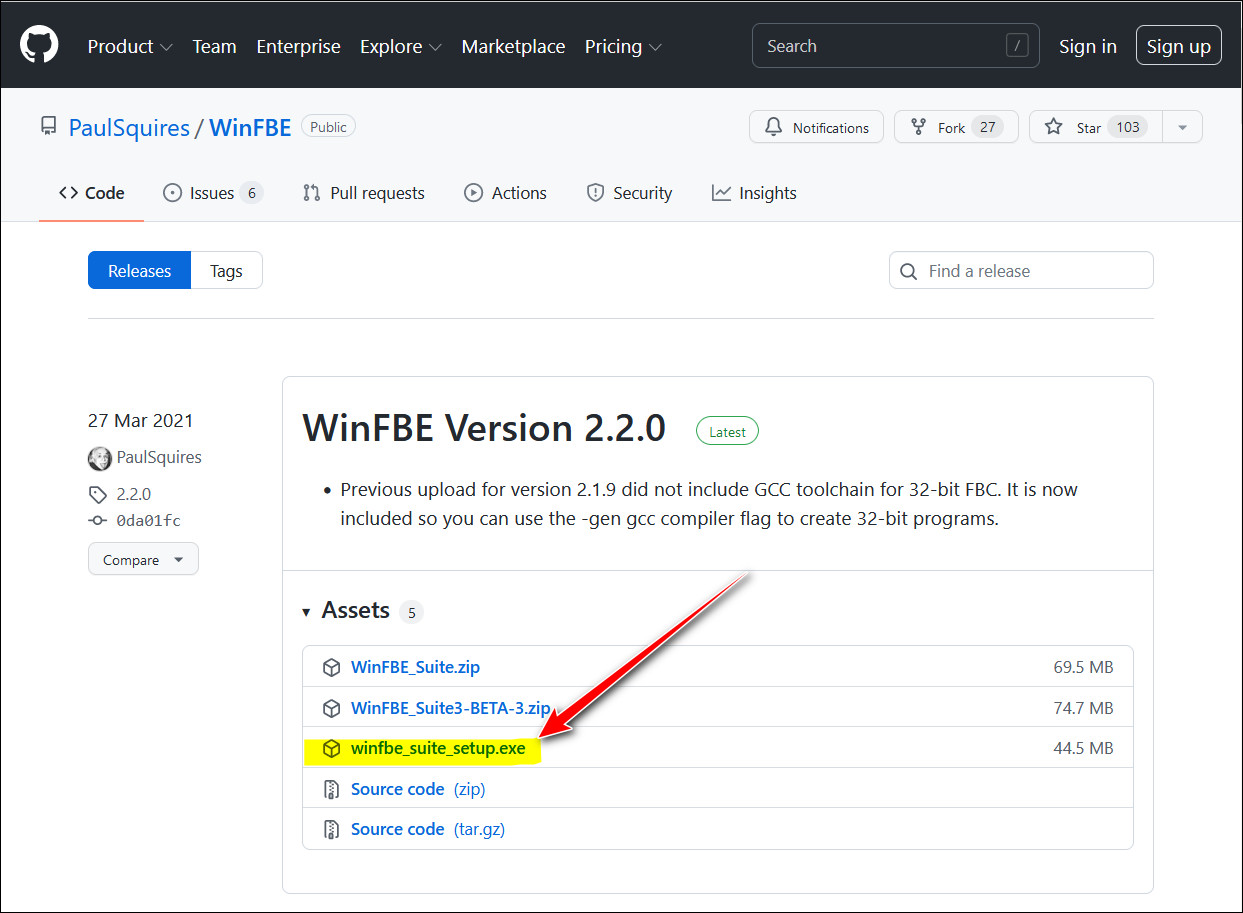 Product Team Enterprise Explore Marketplace Pricing Search / Sign in Sign up
PaulSquires / WinFBE Public Notifications Fork 27 Star 103
Code Issues 6 Pull requests Actions Security Insights
Releases Tags Find a release
27 Mar 2021
PaulSquires
2.2.0
0da01fc
Compare
WinFBE Version 2.2.0 Latest
• Previous upload for version 2.1.9 did not include GCC toolchain for 32-bit FBC. It is now
included so you can use the -gen gcc compiler flag to create 32-bit programs.
Assets 5
WinFBE_Suite.zip 69.5 MB
WinFBE_Suite3-BETA-3.zip 74.7 MB
winfbe_suite_setup.exe 44.5 MB
Source code (zip)
Source code (tar.gz)